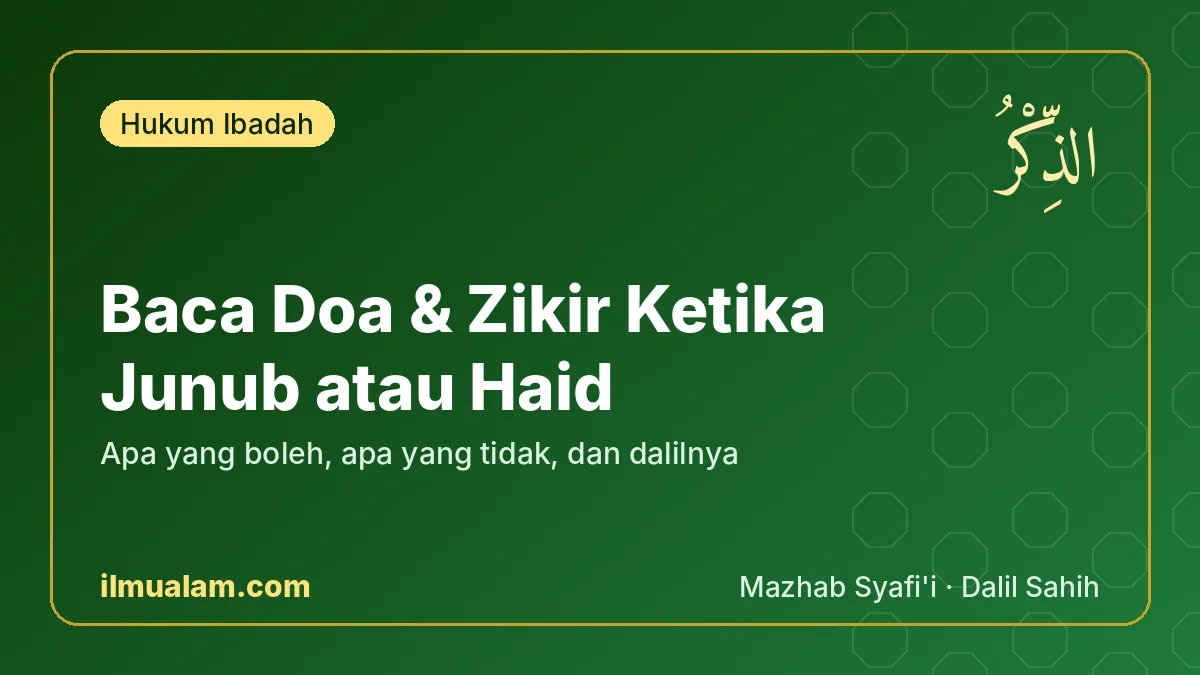 Hukum Ibadah
الذِّكْرُ
Baca Doa & Zikir Ketika
Junub atau Haid
Apa yang boleh, apa yang tidak, dan dalilnya
ilmualam.com
Mazhab Syafi'i · Dalil Sahih